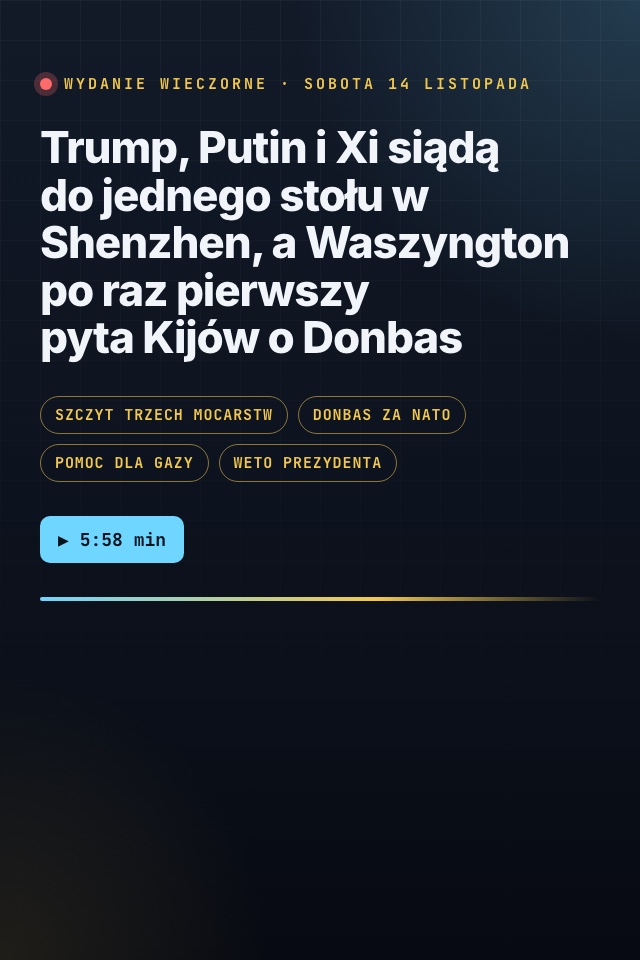 WYDANIE WIECZORNE · SOBOTA 14 LISTOPADA
Trump, Putin i Xi siądą
do jednego stołu w
Shenzhen, a Waszyngton
po raz pierwszy
pyta Kijów o Donbas
SZCZYT TRZECH MOCARSTW
DONBAS ZA NATO
POMOC DLA GAZY
WETO PREZYDENTA
▶ 5:58 min